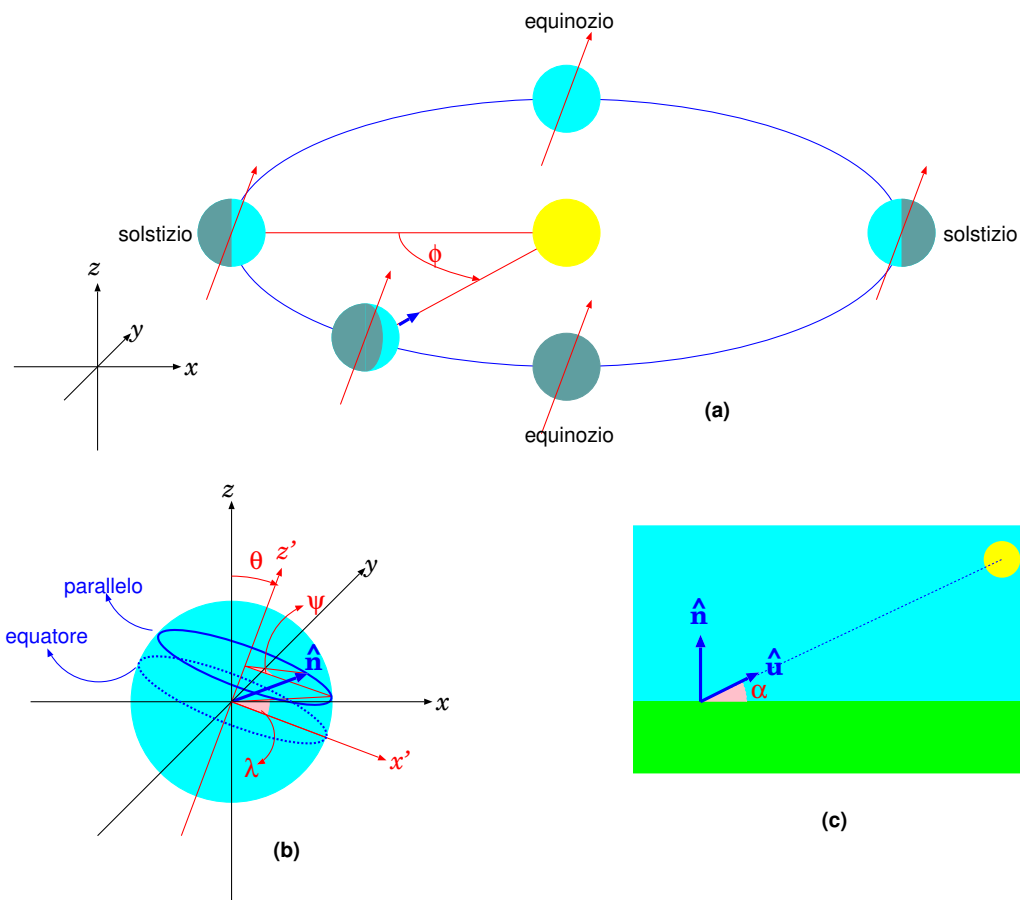 equinozio
solstizio
solstizio
ϕ
z
y
x
(a)
equinozio
z
θ
z'
y
parallelo
ψ
equatore
n̂
n̂
û
α
x
λ
x'
(b)
(c)